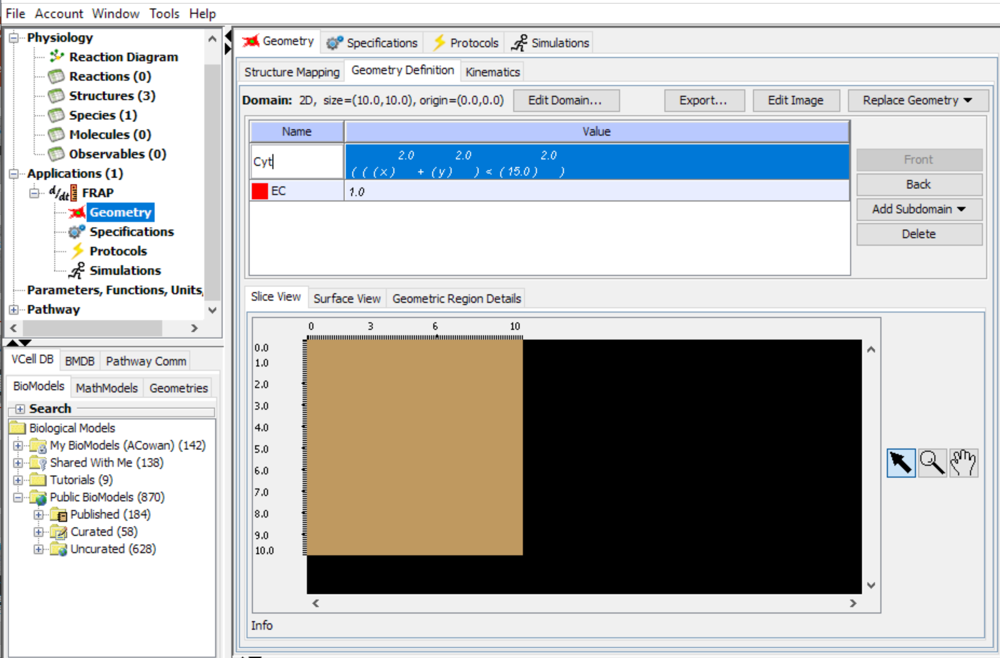 File Account Window Tools Help
Physiology
Reaction Diagram
Reactions (0)
Structures (3)
Species (1)
Molecules (0)
Observables (0)
Applications (1)
d/dt FRAP
Geometry
Specifications
Protocols
Simulations
Parameters, Functions, Units,
Pathway
VCell DB BMDB Pathway Comm
BioModels MathModels Geometries
Search
Biological Models
My BioModels (ACowan) (142)
Shared With Me (138)
Tutorials (9)
Public BioModels (870)
Published (184)
Curated (58)
Uncurated (628)
Geometry Specifications Protocols Simulations
Structure Mapping Geometry Definition Kinematics
Domain: 2D, size=(10.0,10.0), origin=(0.0,0.0) Edit Domain... Export... Edit Image Replace Geometry
Name Value
2.0 2.0 2.0
Cyt ( ( (x) + (y) ) < (15.0) )
EC 1.0
Front
Back
Add Subdomain
Delete
Slice View Surface View Geometric Region Details
0 3 6 10
0.0
1.0
2.0
3.0
4.0
5.0
6.0
7.0
8.0
9.0
10.0
Info